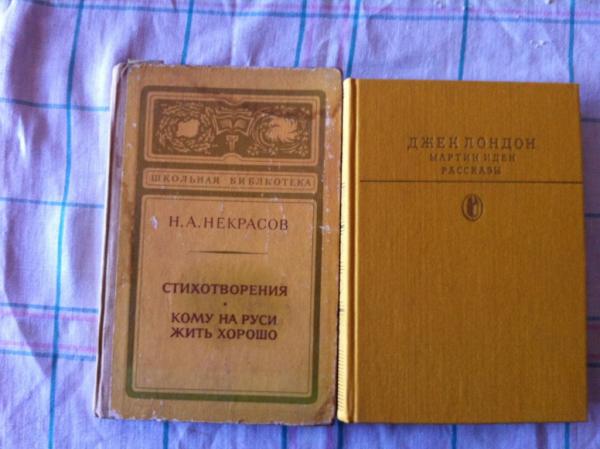 ШКОЛЬНАЯ БИБЛИОТЕКА
Н.А.НЕКРАСОВ
СТИХОТВОРЕНИЯ
•
КОМУ НА РУСИ
ЖИТЬ ХОРОШО
ДЖЕК ЛОНДОН
МАРТИН ИДЕН
РАССКАЗЫ